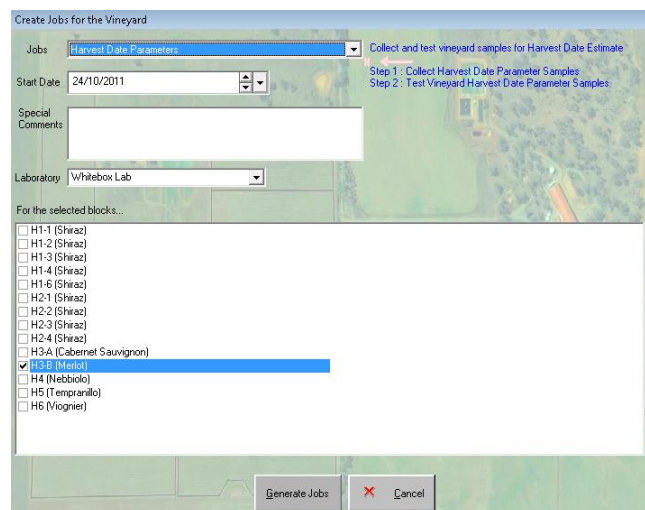 Create Jobs for the Vineyard
Jobs Harvest Date Parameters
Collect and test vineyard samples for Harvest Date Estimate
N
Step 1 : Collect Harvest Date Parameter Samples
Step 2 : Test Vineyard Harvest Date Parameter Samples
Start Date 24/10/2011
Special
Comments
Laboratory Whitebox Lab
For the selected blocks...
H1-1 (Shiraz)
H1-2 (Shiraz)
H1-3 (Shiraz)
H1-4 (Shiraz)
H1-6 (Shiraz)
H2-1 (Shiraz)
H2-2 (Shiraz)
H2-3 (Shiraz)
H2-4 (Shiraz)
H3-A (Cabernet Sauvignon)
H3-B (Merlot)
H4 (Nebbiolo)
H5 (Tempranillo)
H6 (Viognier)
Generate Jobs Cancel